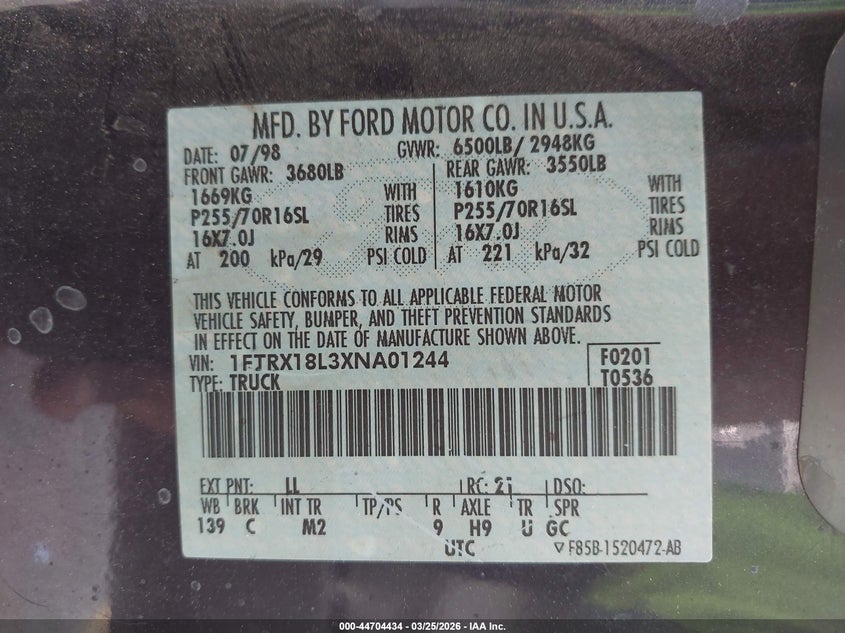 MFD. BY FORD MOTOR CO. IN U.S.A.
DATE: 07/98 GVWR: 6500LB/ 2948KG
FRONT GAWR: 3680LB REAR GAWR: 3550LB
1669KG WITH 1610KG WITH
P255/70R16SL TIRES P255/70R16SL TIRES
16X7.0J RIMS 16X7.0J RIMS
AT 200 kPa/29 PSI COLD AT 221 kPa/32 PSI COLD
THIS VEHICLE CONFORMS TO ALL APPLICABLE FEDERAL MOTOR
VEHICLE SAFETY, BUMPER, AND THEFT PREVENTION STANDARDS
IN EFFECT ON THE DATE OF MANUFACTURE SHOWN ABOVE.
VIN: 1FTRX18L3XNA01244 F0201
TYPE: TRUCK T0536
EXT PNT: LL RC: 21 DSO:
WB BRK INT TR TP/PS R AXLE TR SPR
139 C M2 9 H9 U GC
UTC F85B-1520472-AB
000-44704434 - 03/25/2026 - IAA Inc.